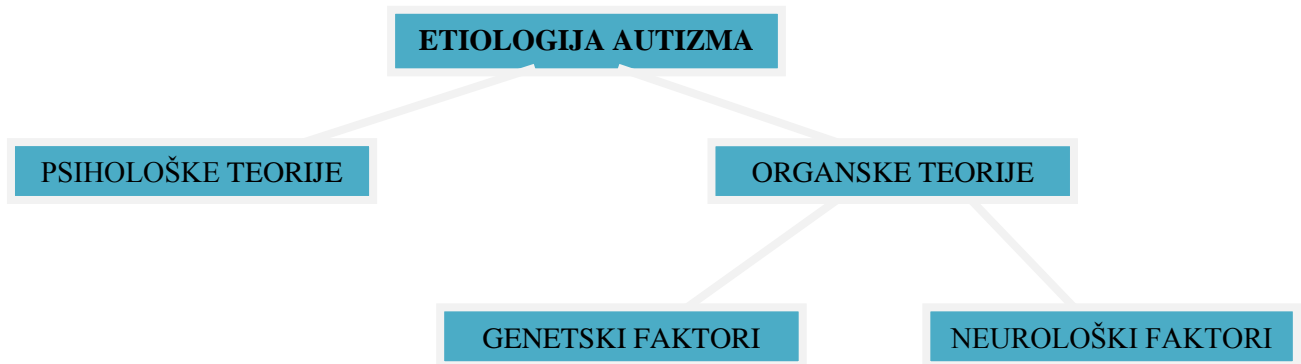 ETIOLOGIJA AUTIZMA
PSIHOLOŠKE TEORIJE
ORGANSKE TEORIJE
GENETSKI FAKTORI
NEUROLOŠKI FAKTORI